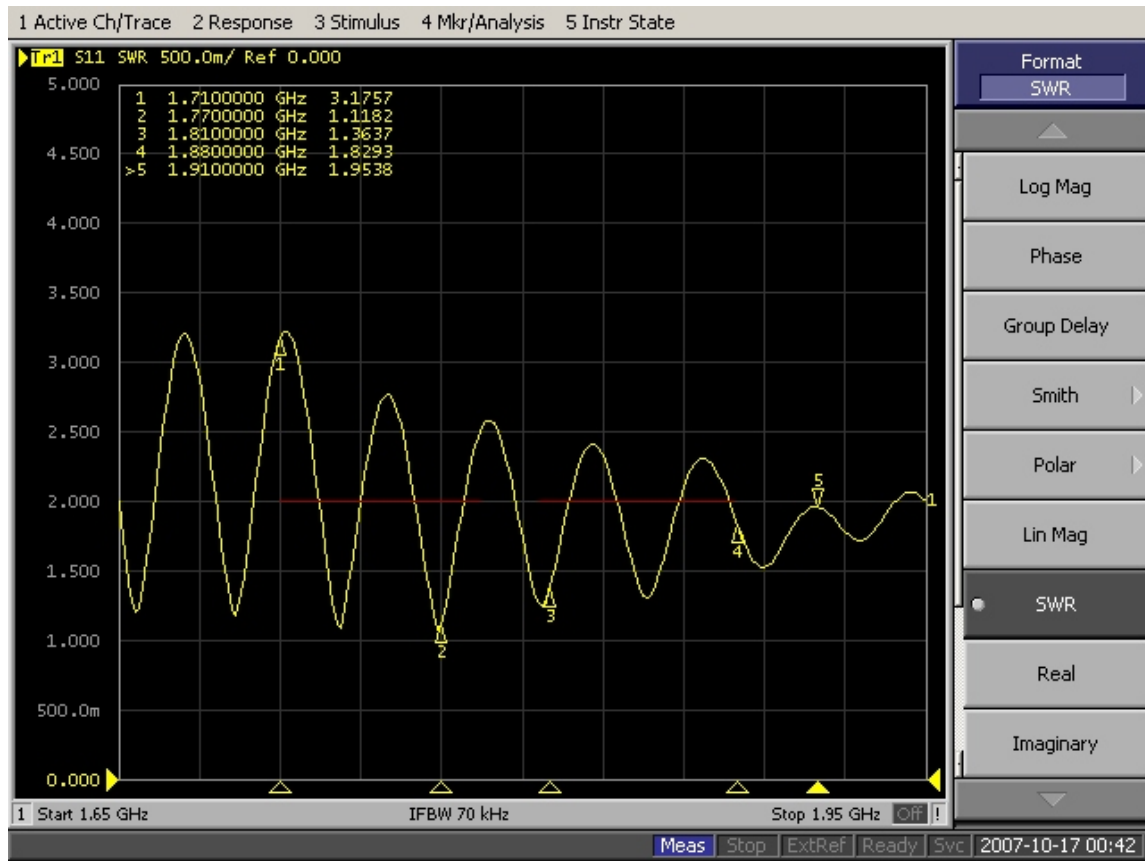 1 Active Ch/Trace 2 Response 3 Stimulus 4 Mkr/Analysis 5 Instr State
Tr1 S11 SWR 500.0m/ Ref 0.000
5.000
4.500
4.000
3.500
3.000
2.500
2.000
1.500
1.000
500.0m
0.000
1 1.7100000 GHz 3.1757
2 1.7700000 GHz 1.1182
3 1.8100000 GHz 1.3637
4 1.8800000 GHz 1.8293
>5 1.9100000 GHz 1.9538
1
2
3
4
5
1
1 Start 1.65 GHz IFBW 70 kHz Stop 1.95 GHz Off !
Format
SWR
Log Mag
Phase
Group Delay
Smith
Polar
Lin Mag
SWR
Real
Imaginary
Meas Stop ExtRef Ready Svc 2007-10-17 00:42